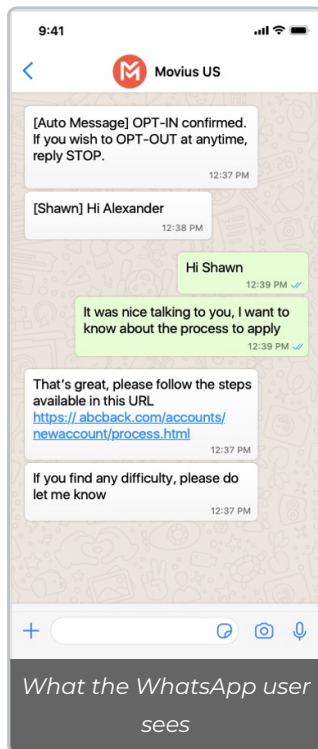 9:41
Movius US
[Auto Message] OPT-IN confirmed.
If you wish to OPT-OUT at anytime,
reply STOP.
12:37 PM
[Shawn] Hi Alexander
12:38 PM
Hi Shawn
12:39 PM
It was nice talking to you, I want to
know about the process to apply
12:39 PM
That's great, please follow the steps
available in this URL
https:// abcback.com/accounts/
newaccount/process.html
12:37 PM
If you find any difficulty, please do
let me know
12:37 PM
What the WhatsApp user
sees